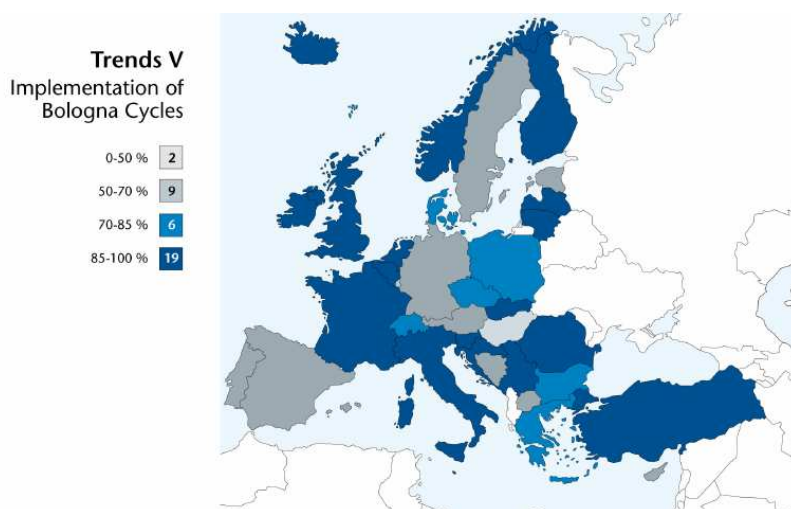 Trends V
Implementation of
Bologna Cycles
0-50 % 2
50-70 % 9
70-85 % 6
85-100 % 19